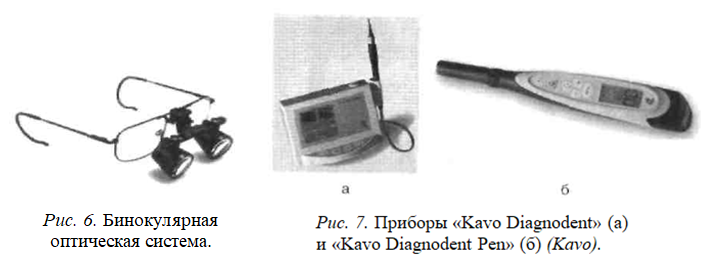 а
б
Рис. 6. Бинокулярная
оптическая система.
Рис. 7. Приборы «Kavo Diagnodent» (а)
и «Kavo Diagnodent Pen» (б) (Kavo).